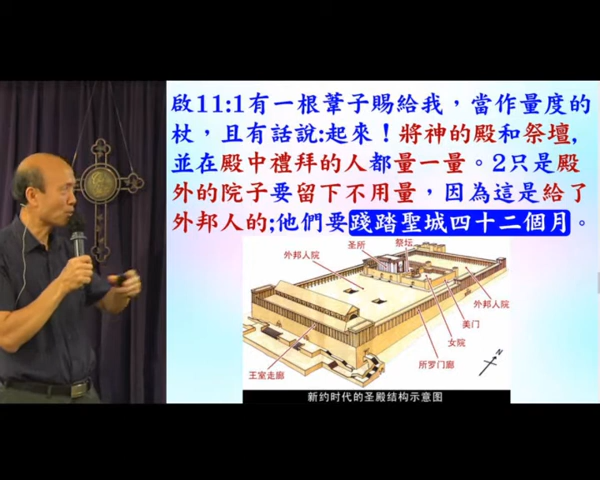 啟11:1有一根葦子賜給我，當作量度的
杖，且有話說:起來！將神的殿和祭壇,
並在殿中禮拜的人都量一量。2只是殿
外的院子要留下不用量，因為這是給了
外邦人的;他們要踐踏聖城四十二個月。
圣所
祭坛
外邦人院
外邦人院
美门
女院
所罗门廊
王室走廊
N
新约时代的圣殿结构示意图